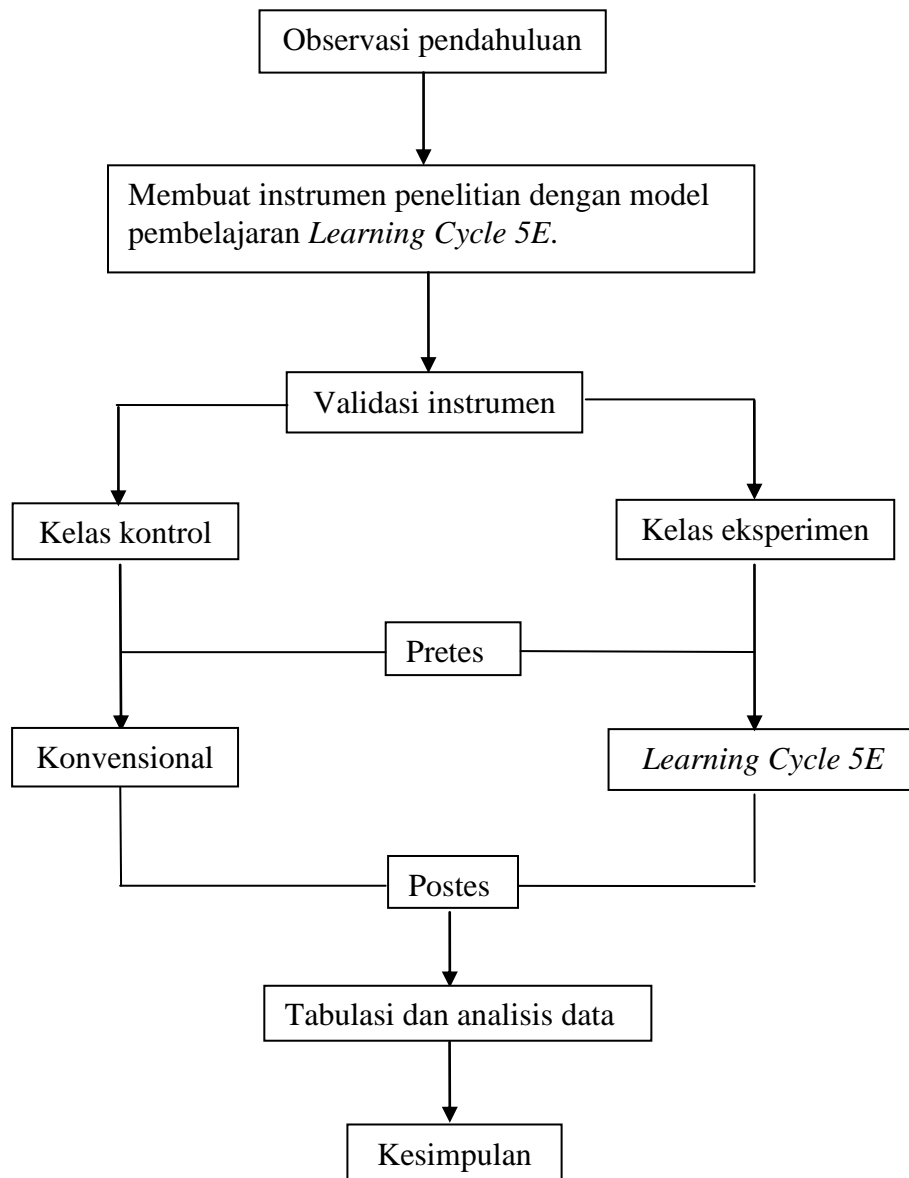 Observasi pendahuluan
Membuat instrumen penelitian dengan model
pembelajaran Learning Cycle 5E.
Validasi instrumen
Kelas kontrol
Kelas eksperimen
Pretes
Konvensional
Learning Cycle 5E
Postes
Tabulasi dan analisis data
Kesimpulan